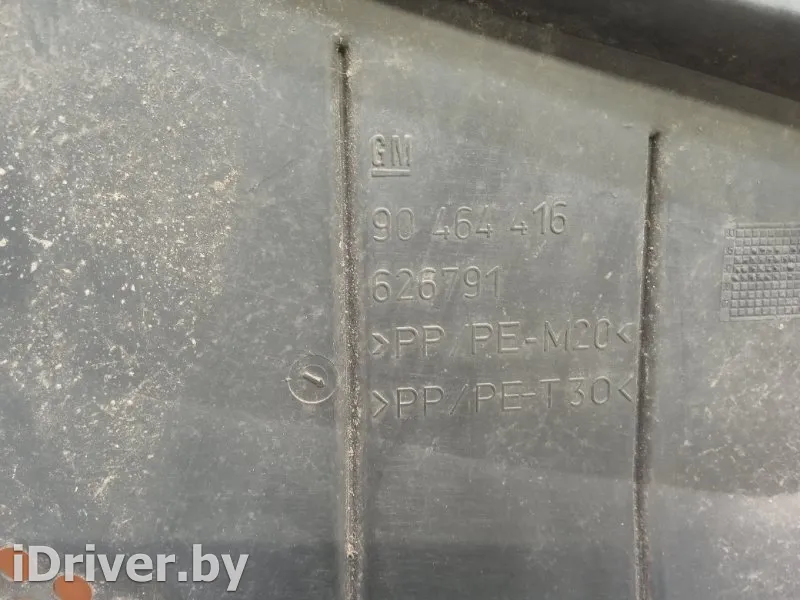 GM
90 464 416
626791
>PP/PE-M20<
>PP/PE-T30<
iDriver.by